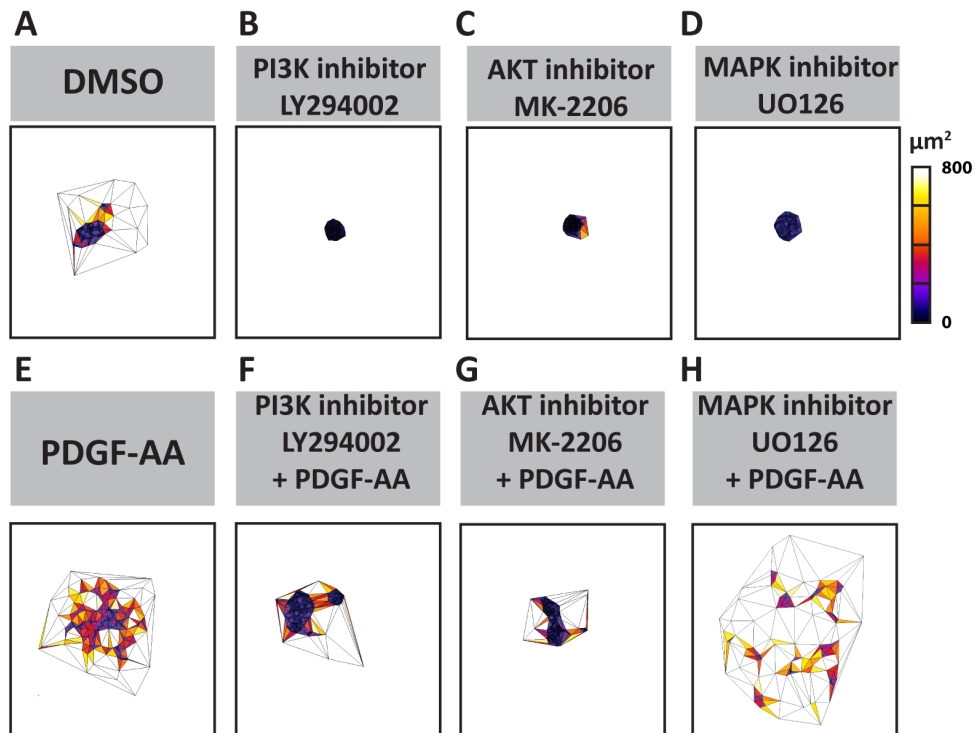 A
DMSO
B
PI3K inhibitor
LY294002
C
AKT inhibitor
MK-2206
D
MAPK inhibitor
UO126
µm²
800
0
E
PDGF-AA
F
PI3K inhibitor
LY294002
+ PDGF-AA
G
AKT inhibitor
MK-2206
+ PDGF-AA
H
MAPK inhibitor
UO126
+ PDGF-AA